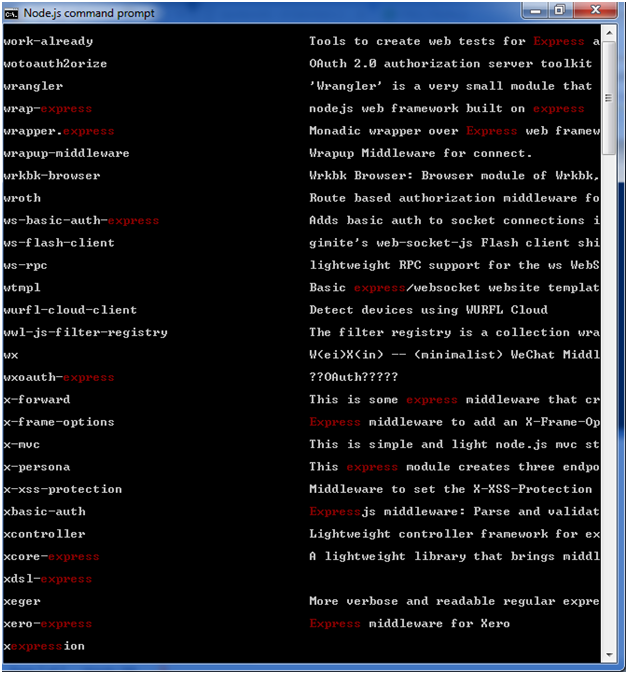 Node.js command prompt
work-already Tools to create web tests for Express a
wotoauth2orize OAuth 2.0 authorization server toolkit
wrangler 'Wrangler' is a very small module that
wrap-express nodejs web framework built on express
wrapper.express Monadic wrapper over Express web framew
wrapup-middleware Wrapup Middleware for connect.
wrkbk-browser Wrkbk Browser: Browser module of Wrkbk,
wroth Route based authorization middleware fo
ws-basic-auth-express Adds basic auth to socket connections i
ws-flash-client gimite's web-socket-js Flash client shi
ws-rpc lightweight RPC support for the ws WebS
wtmpl Basic express/websocket website templat
wurfl-cloud-client Detect devices using WURFL Cloud
wwl-js-filter-registry The filter registry is a collection wra
wx W(ei)X(in) -- (minimalist) WeChat Middl
wxoauth-express ??OAuth?????
x-forward This is some express middleware that cr
x-frame-options Express middleware to add an X-Frame-Op
x-mvc This is simple and light node.js mvc st
x-persona This express module creates three endpo
x-xss-protection Middleware to set the X-XSS-Protection
xbasic-auth Expressjs middleware: Parse and validat
xcontroller Lightweight controller framework for ex
xcore-express A lightweight library that brings middl
xdsl-express
xeger More verbose and readable regular expre
xero-express Express middleware for Xero
xexpression